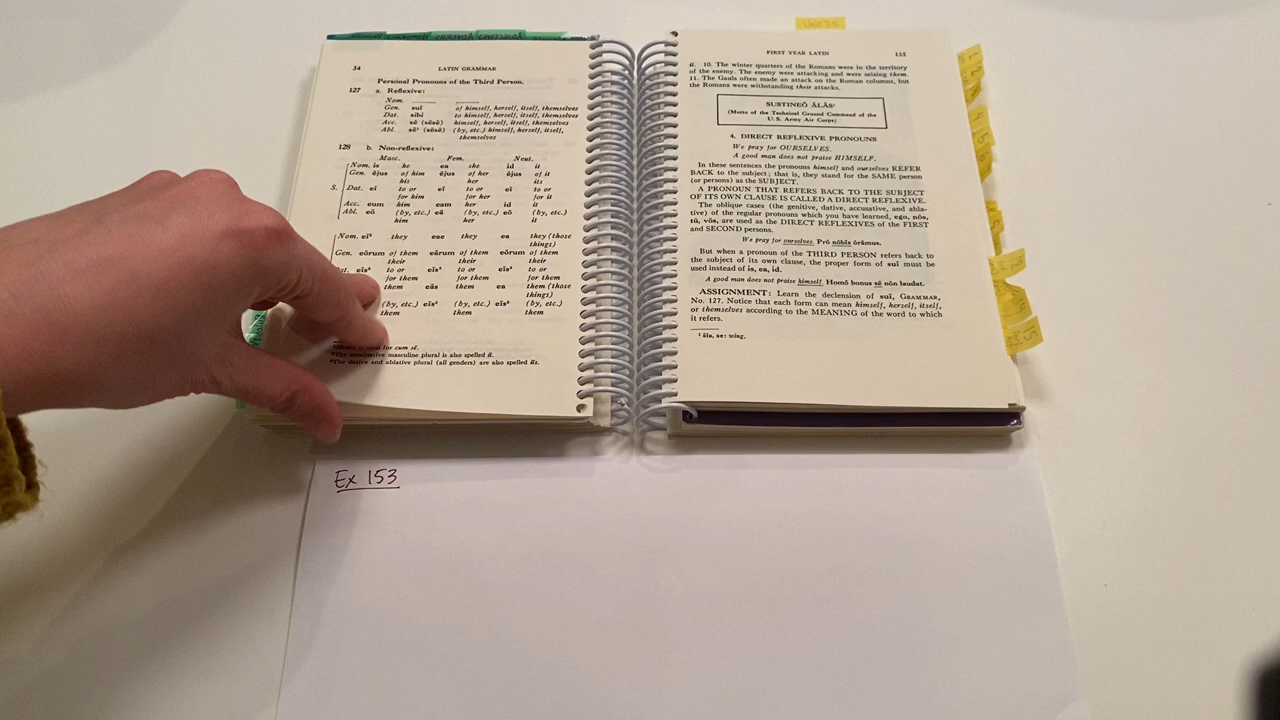 34 LATIN GRAMMAR
Personal Pronouns of the Third Person.
127 a. Reflexive:
Nom. ........ ........
Gen. suī of himself, herself, itself, themselves
Dat. sibi to himself, herself, itself, themselves
Acc. sē (sēsē) himself, herself, itself, themselves
Abl. sē¹ (sēsē) (by, etc.) himself, herself, itself,
themselves
128 b. Non-reflexive:
Masc. Fem. Neut.
Nom. is he ea she id it
Gen. ējus of him ējus of her ējus of it
his her its
S. Dat. eī to or eī to or eī to or
for him for her for it
Acc. eum him eam her id it
Abl. eō (by, etc.) eā (by, etc.) eō (by, etc.)
him her it
Nom. eī² they eae they ea they (those
things)
Gen. eōrum of them eārum of them eōrum of them
their their their
Dat. eīs³ to or eīs³ to or eīs³ to or
for them for them for them
them eās them ea them (those
things)
(by, etc.) eīs³ (by, etc.) eīs³ (by, etc.)
them them them
for cum sē.
²The nominative masculine plural is also spelled iī.
³The dative and ablative plural (all genders) are also spelled iīs.
FIRST YEAR LATIN 155
it. 10. The winter quarters of the Romans were in the territory
of the enemy. The enemy were attacking and were seizing them.
11. The Gauls often made an attack on the Roman columns, but
the Romans were withstanding their attacks.
SUSTINEŌ ĀLĀS¹
(Motto of the Technical Ground Command of the
U. S. Army Air Corps)
4. DIRECT REFLEXIVE PRONOUNS
We pray for OURSELVES.
A good man does not praise HIMSELF.
In these sentences the pronouns himself and ourselves REFER
BACK to the subject; that is, they stand for the SAME person
(or persons) as the SUBJECT.
A PRONOUN THAT REFERS BACK TO THE SUBJECT
OF ITS OWN CLAUSE IS CALLED A DIRECT REFLEXIVE.
The oblique cases (the genitive, dative, accusative, and abla-
tive) of the regular pronouns which you have learned, ego, nōs,
tū, vōs, are used as the DIRECT REFLEXIVES of the FIRST
and SECOND persons.
We pray for ourselves. Prō nōbīs ōrāmus.
But when a pronoun of the THIRD PERSON refers back to
the subject of its own clause, the proper form of suī must be
used instead of is, ea, id.
A good man does not praise himself. Homō bonus sē nōn laudat.
ASSIGNMENT: Learn the declension of suī, GRAMMAR,
No. 127. Notice that each form can mean himself, herself, itself,
or themselves according to the MEANING of the word to which
it refers.
¹ āla, ae: wing.
Ex 153